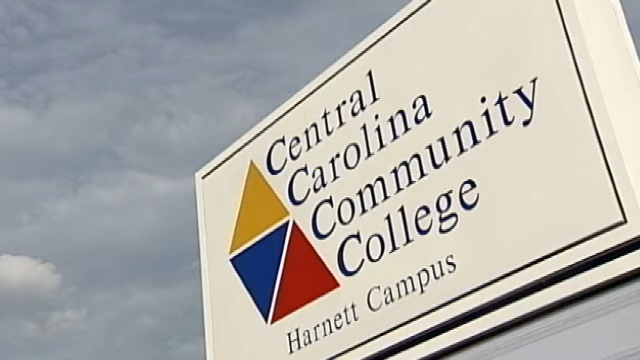 Central
Carolina
Community
College
Harnett Campus